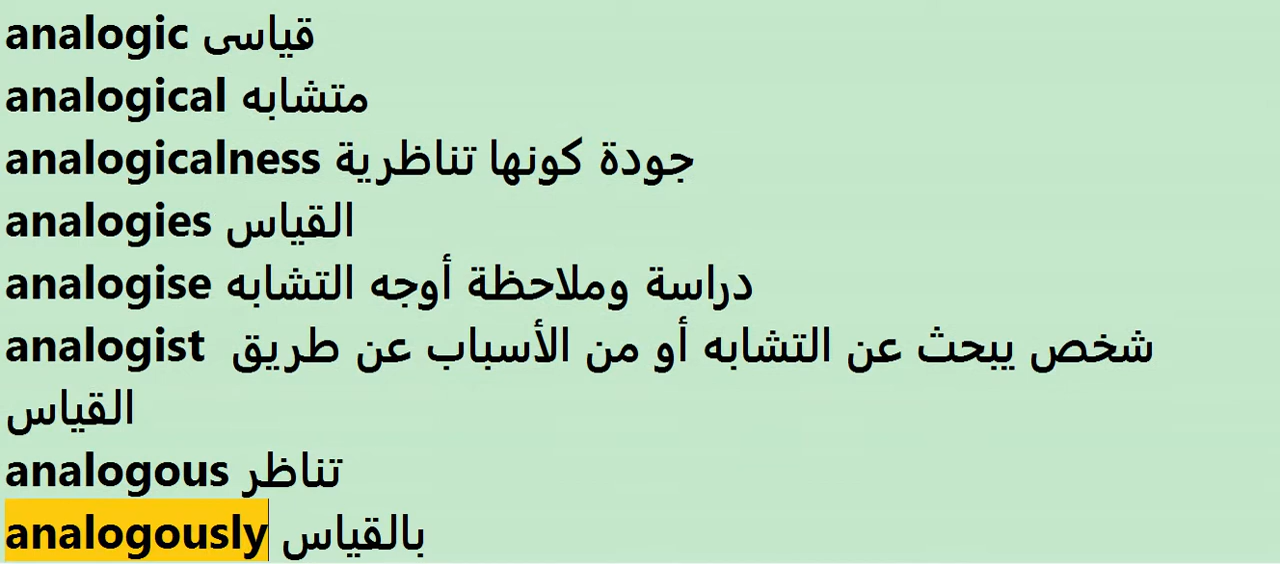 analogic قياسى
analogical متشابه
analogicalness جودة كونها تناظرية
analogies القياس
analogise دراسة وملاحظة أوجه التشابه
analogist شخص يبحث عن التشابه أو من الأسباب عن طريق
القياس
analogous تناظر
analogously بالقياس